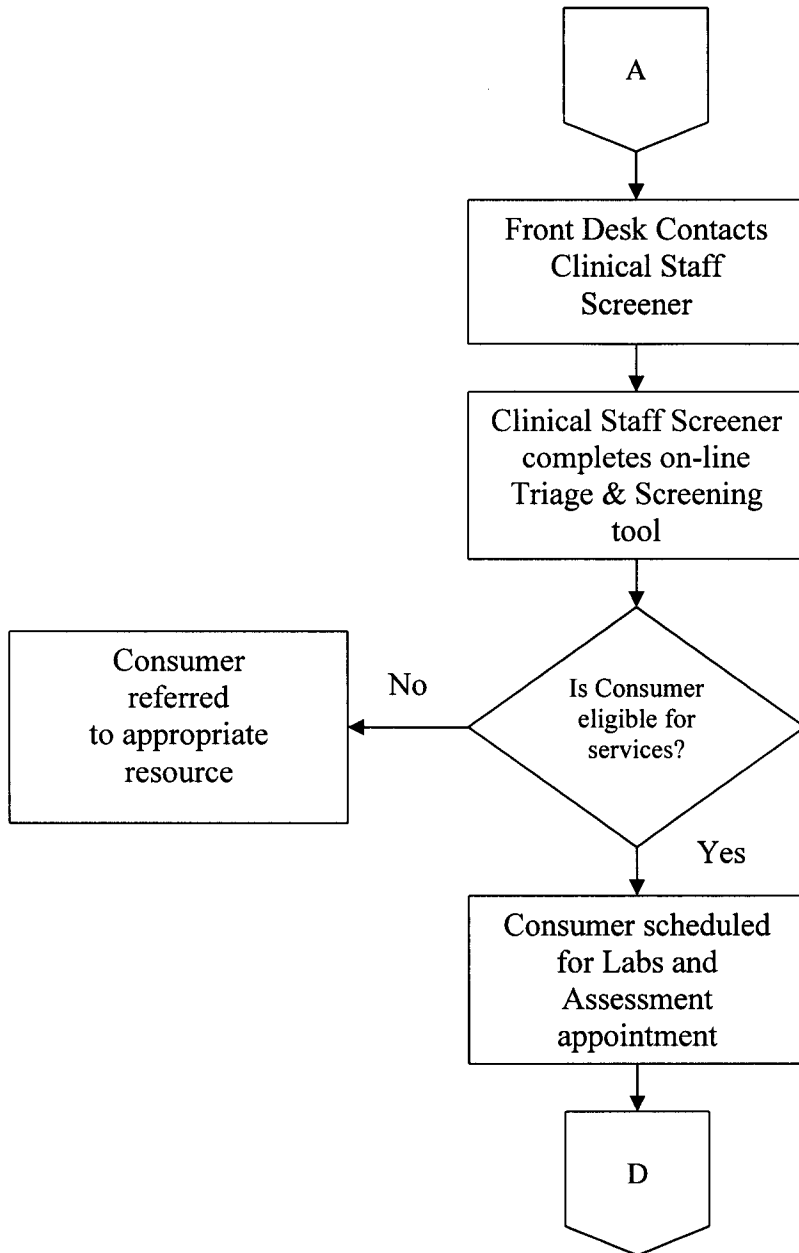 A
Front Desk Contacts
Clinical Staff
Screener
Clinical Staff Screener
completes on-line
Triage & Screening
tool
Is Consumer
eligible for
services?
No
Consumer
referred
to appropriate
resource
Yes
Consumer scheduled
for Labs and
Assessment
appointment
D